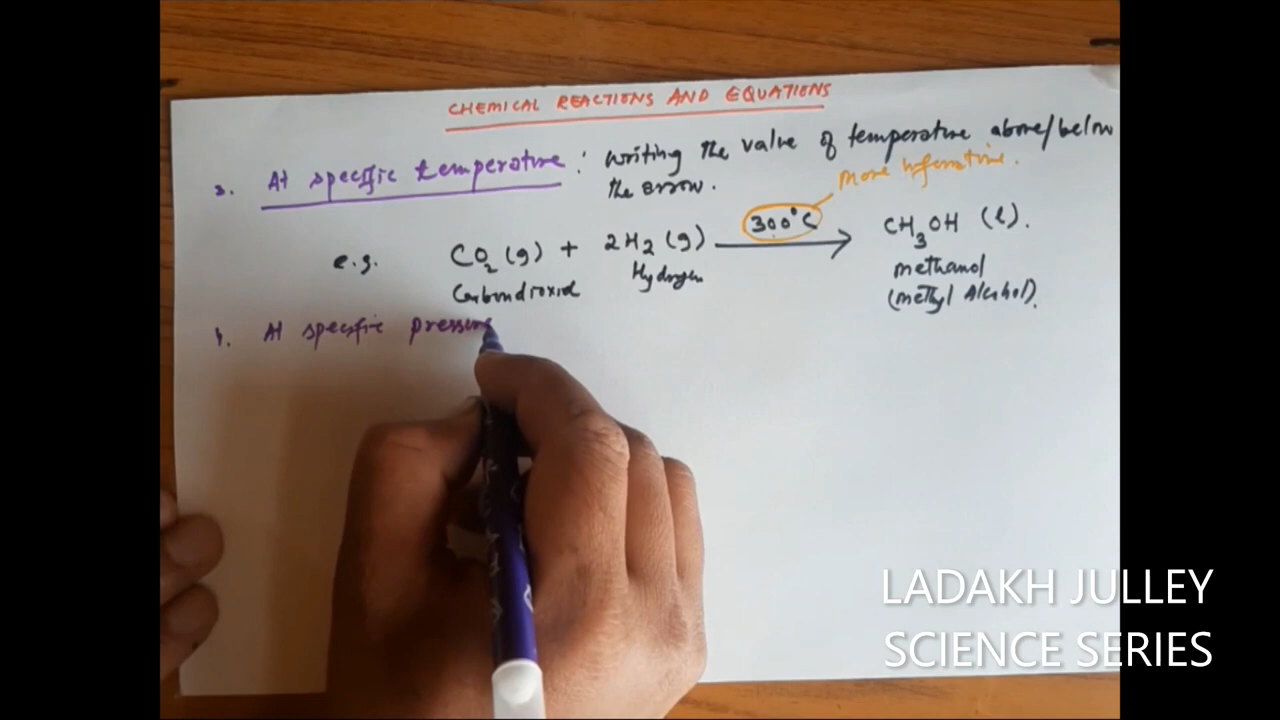 CHEMICAL REACTIONS AND EQUATIONS
3. At specific temperature : Writing the value of temperature above/below
the arrow.
More informative.
300°C
e.g. CO₂ (g) + 2H₂ (g) → CH₃OH (l).
Hydrogen methanol
(methyl Alcohol).
4. At specific pressure
LADAKH JULLEY
SCIENCE SERIES